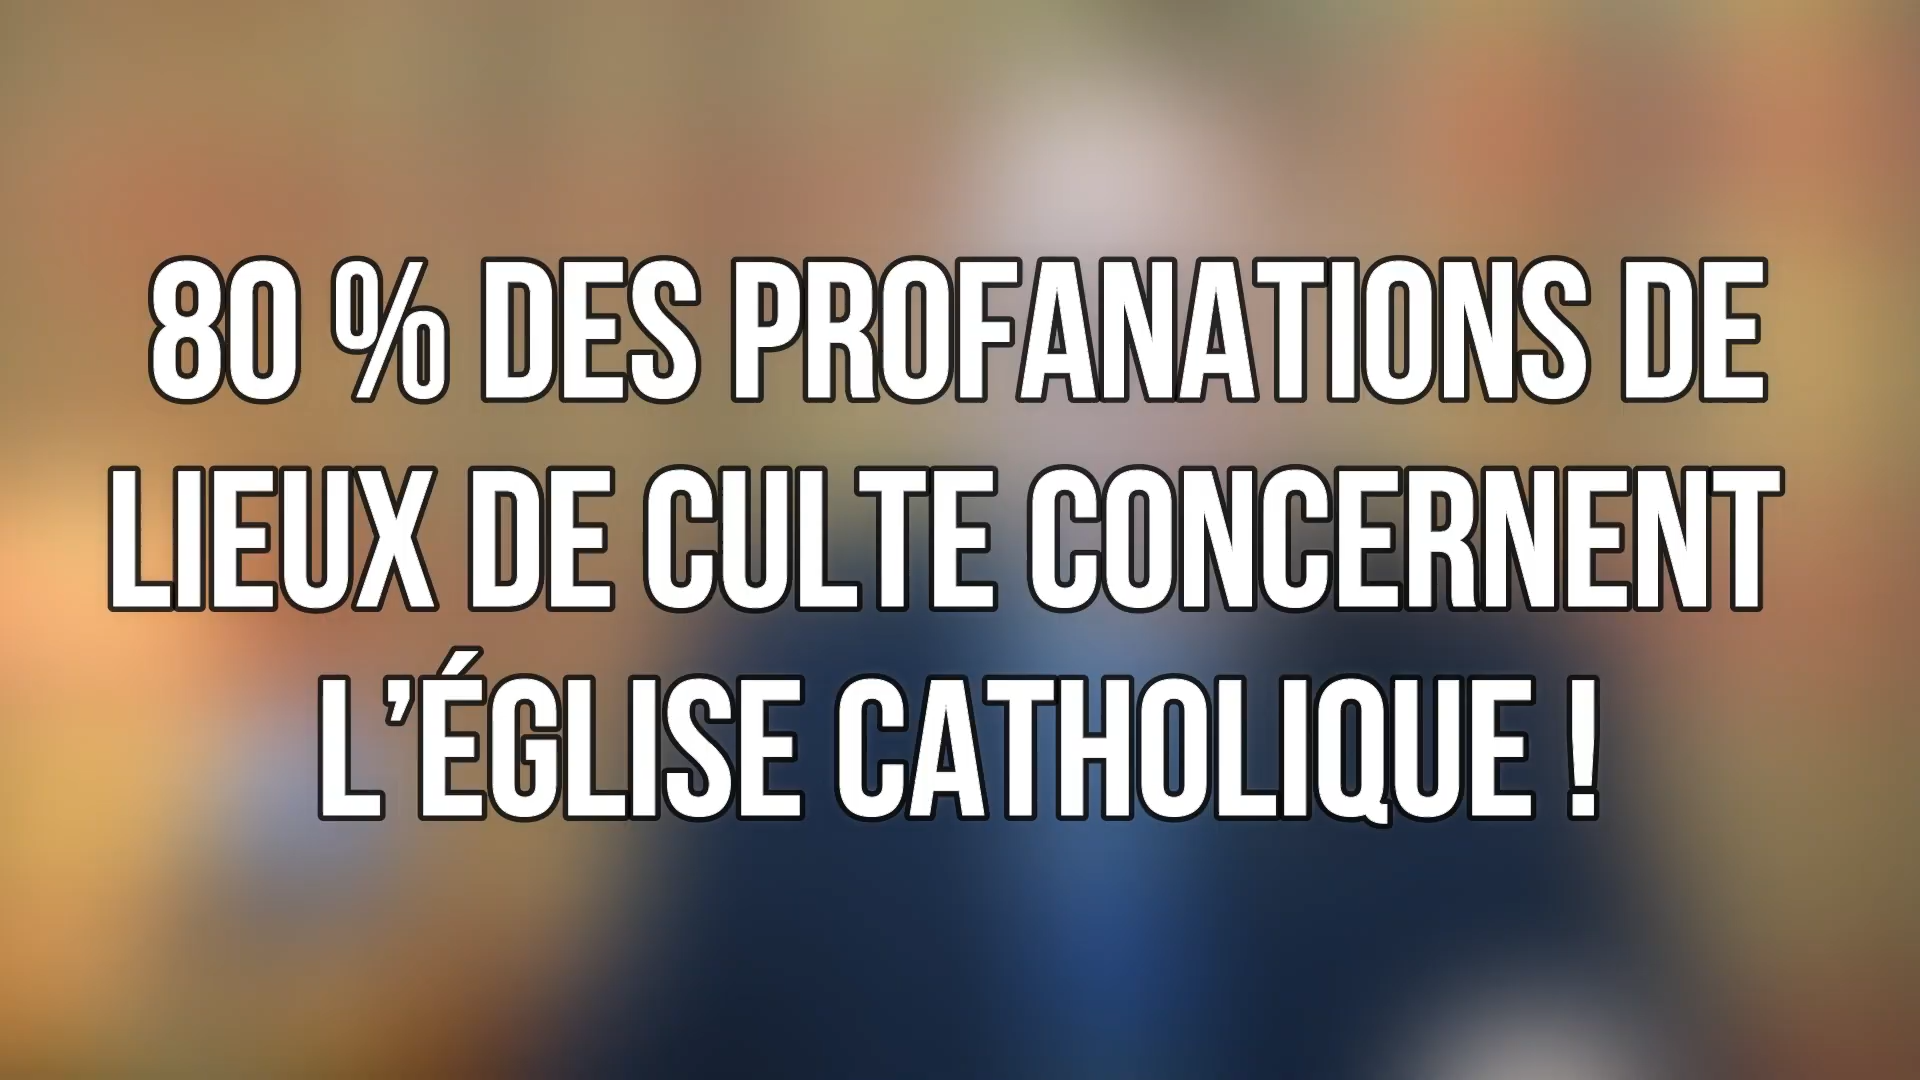 80 % DES PROFANATIONS DE
LIEUX DE CULTE CONCERNENT
L’ÉGLISE CATHOLIQUE !